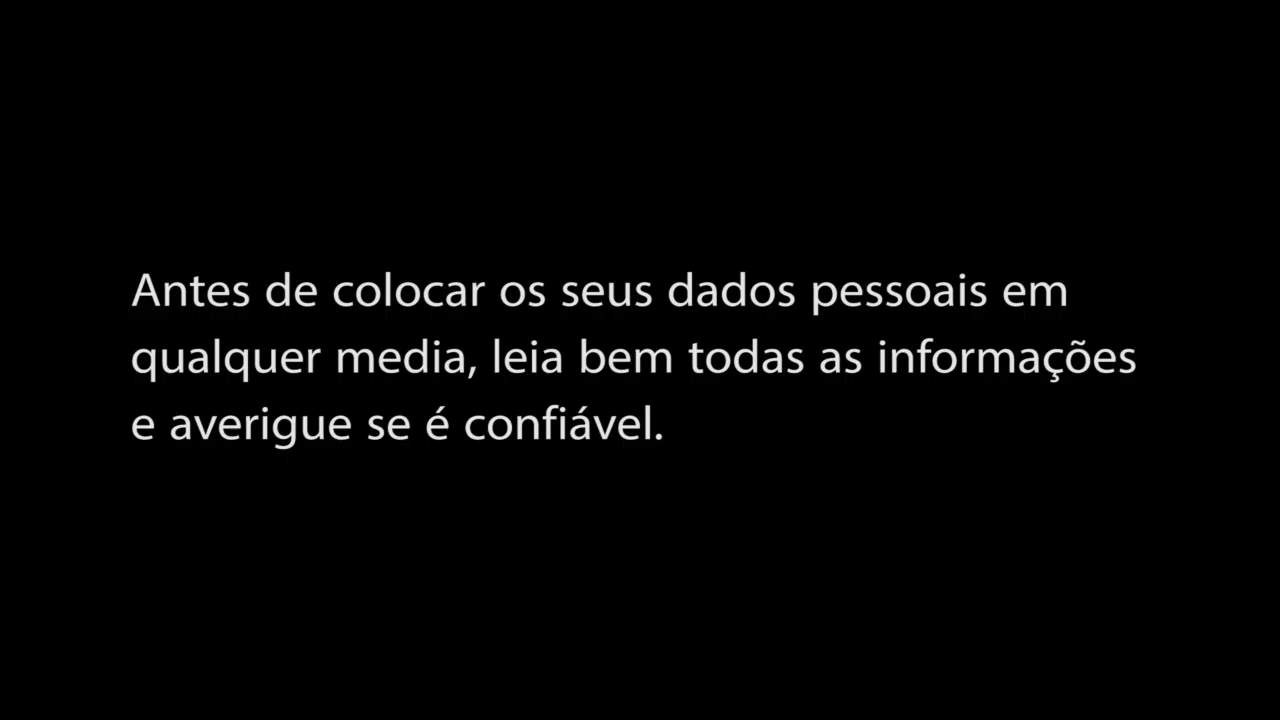 Antes de colocar os seus dados pessoais em
qualquer media, leia bem todas as informações
e averigue se é confiável.